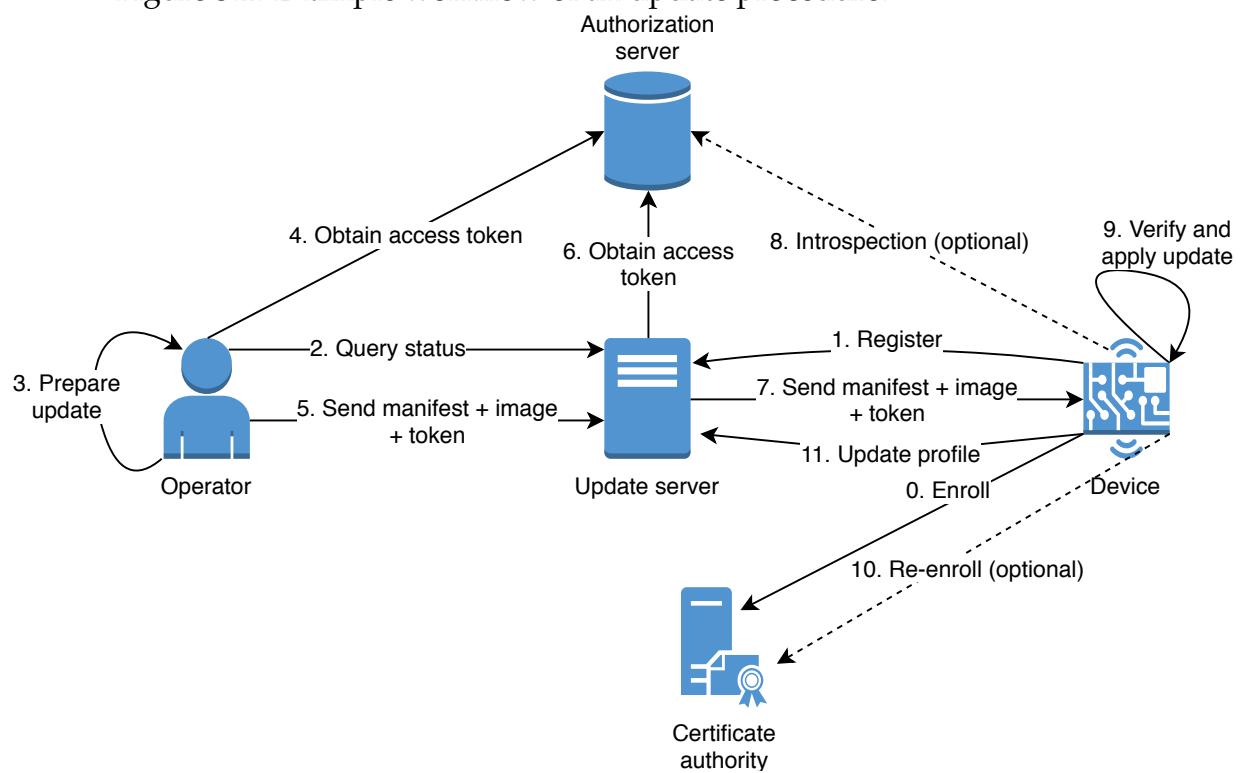 Authorization
server
4. Obtain access token
6. Obtain access
token
8. Introspection (optional)
9. Verify and
apply update
3. Prepare
update
2. Query status
1. Register
5. Send manifest + image
+ token
7. Send manifest + image
+ token
11. Update profile
Operator
Update server
0. Enroll
Device
10. Re-enroll (optional)
Certificate
authority